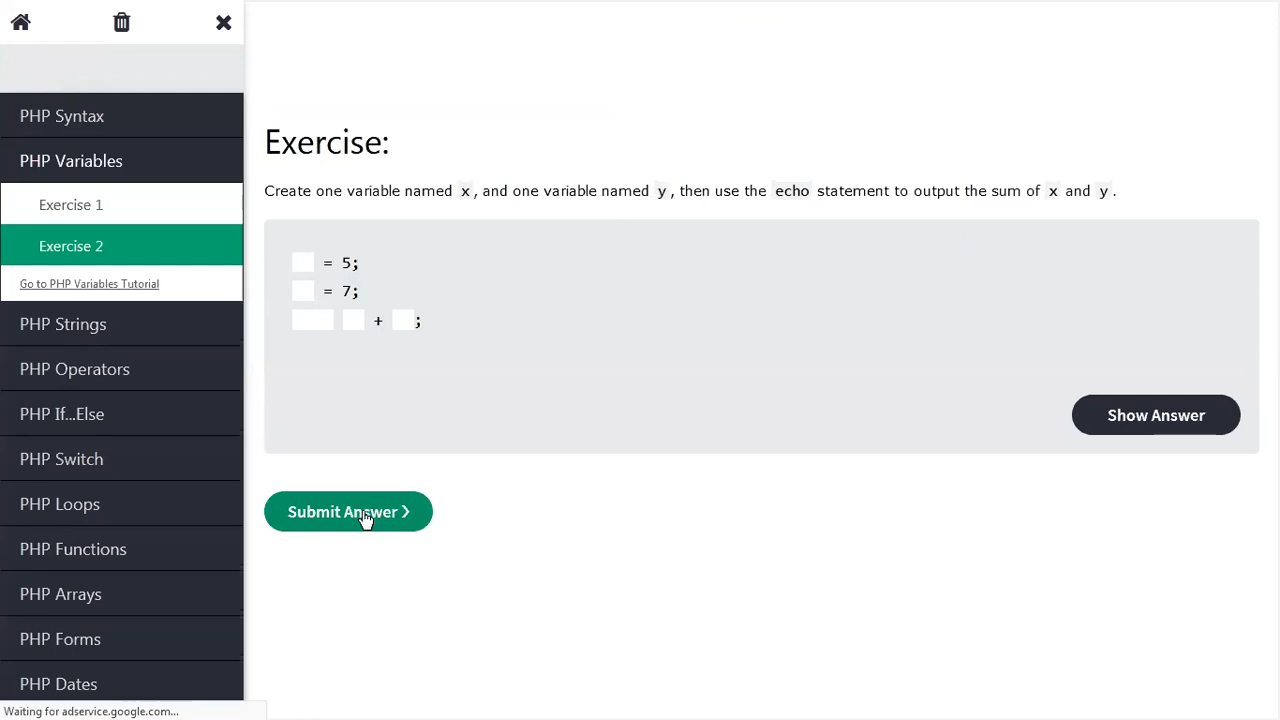 PHP Syntax
PHP Variables
Exercise 1
Exercise 2
Go to PHP Variables Tutorial
PHP Strings
PHP Operators
PHP If...Else
PHP Switch
PHP Loops
PHP Functions
PHP Arrays
PHP Forms
PHP Dates
Waiting for adservice.google.com...
Exercise:
Create one variable named x, and one variable named y, then use the echo statement to output the sum of x and y.
= 5;
= 7;
+ ;
Show Answer
Submit Answer ❯